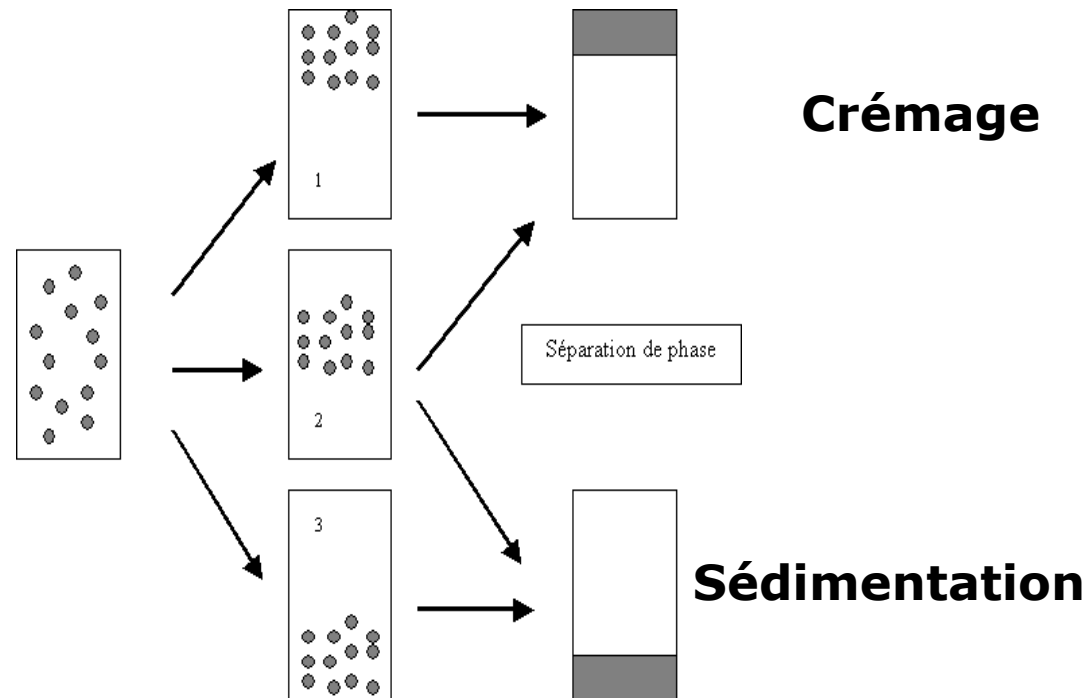 1
Crémage
2
Séparation de phase
3
Sédimentation